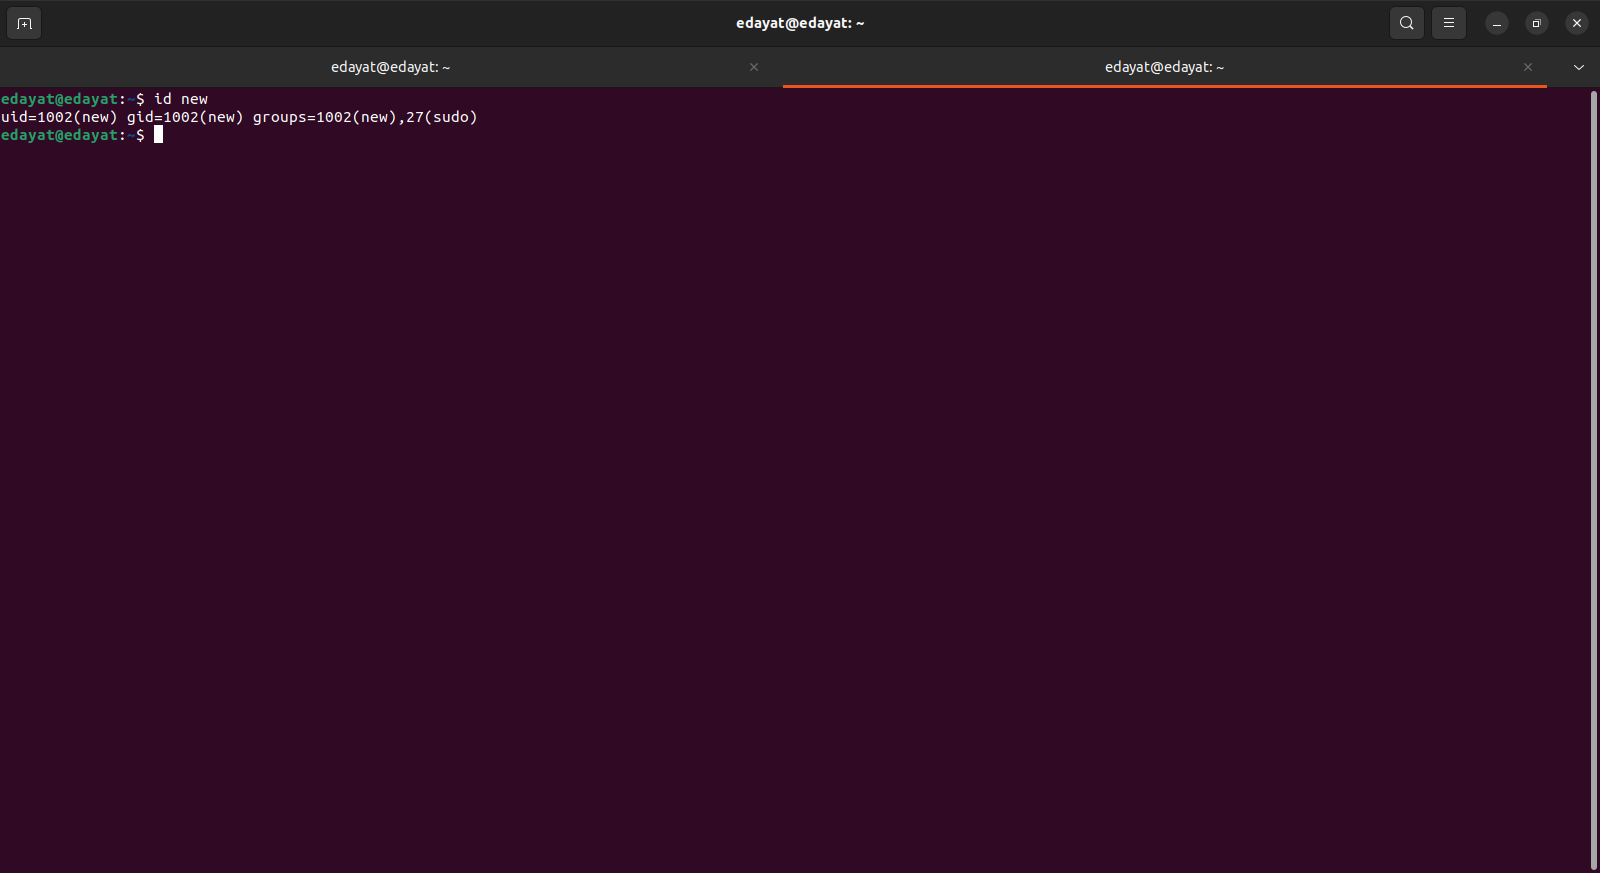 edayat@edayat: ~
edayat@edayat: ~
edayat@edayat: ~
edayat@edayat:~$ id new
uid=1002(new) gid=1002(new) groups=1002(new),27(sudo)
edayat@edayat:~$